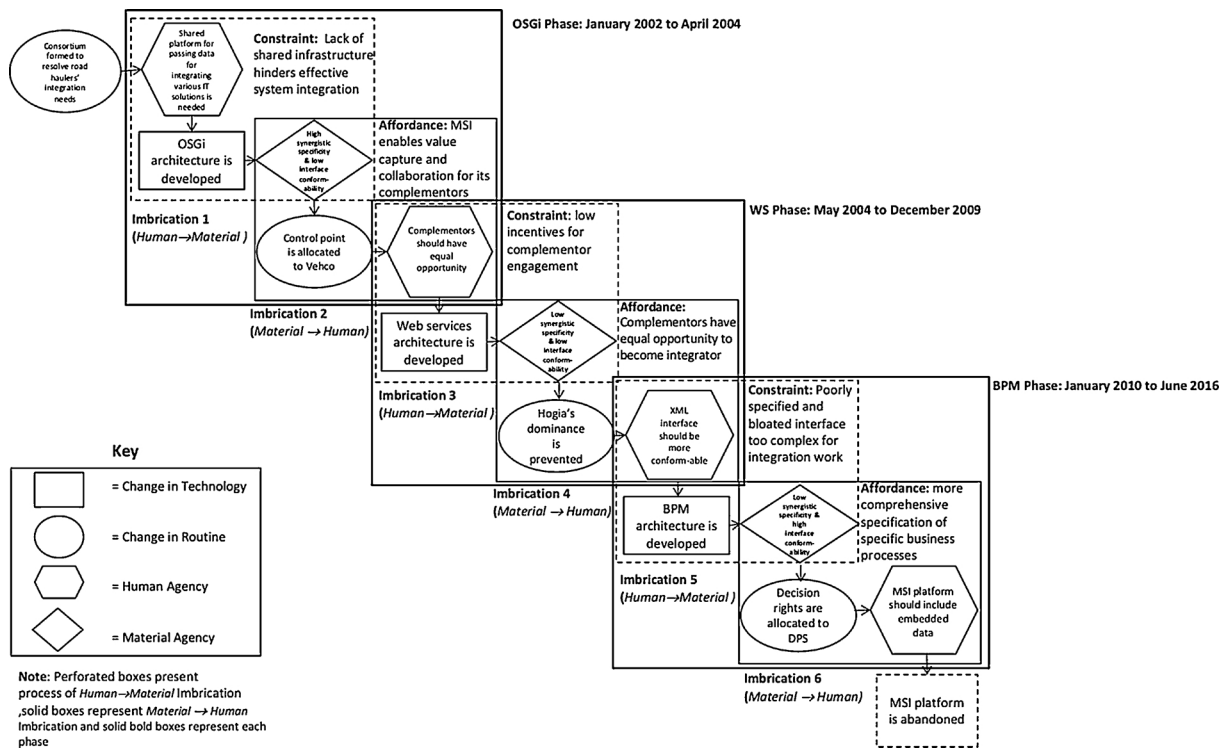 OSGi Phase: January 2002 to April 2004
Consortium
formed to
resolve road
haulers'
integration
needs
Shared
platform for
passing data
for
integrating
various IT
solutions is
needed
Constraint: Lack of
shared infrastructure
hinders effective
system integration
OSGi
architecture is
developed
High
synergistic
specificity
& low
interface
conform-
ability
Affordance: MSI
enables value
capture and
collaboration for its
complementors
Imbrication 1
(Human→Material )
Control point
is allocated
to Vehco
WS Phase: May 2004 to December 2009
Complementors
should have
equal
opportunity
Constraint: low
incentives for
complementor
engagement
Imbrication 2
(Material → Human)
Web services
architecture is
developed
Low
synergistic
specificity
& low
interface
conform-
ability
Affordance:
Complementors have
equal opportunity to
become integrator
Imbrication 3
(Human→Material )
Hogia's
dominance is
prevented
BPM Phase: January 2010 to June 2016
XML
interface
should be
more
conform-able
Constraint: Poorly
specified and
bloated interface
too complex for
integration work
Imbrication 4
(Material → Human)
BPM
architecture is
developed
Low
synergistic
specificity &
high
interface
conform-
ability
Affordance: more
comprehensive
specification of
specific business
processes
Imbrication 5
(Human→Material )
Decision
rights are
allocated to
DPS
MSI platform
should include
embedded
data
Imbrication 6
(Material → Human)
MSI platform
is abandoned
Key
= Change in Technology
= Change in Routine
= Human Agency
= Material Agency
Note: Perforated boxes present
process of Human→Material Imbrication
,solid boxes represent Material → Human
Imbrication and solid bold boxes represent each
phase